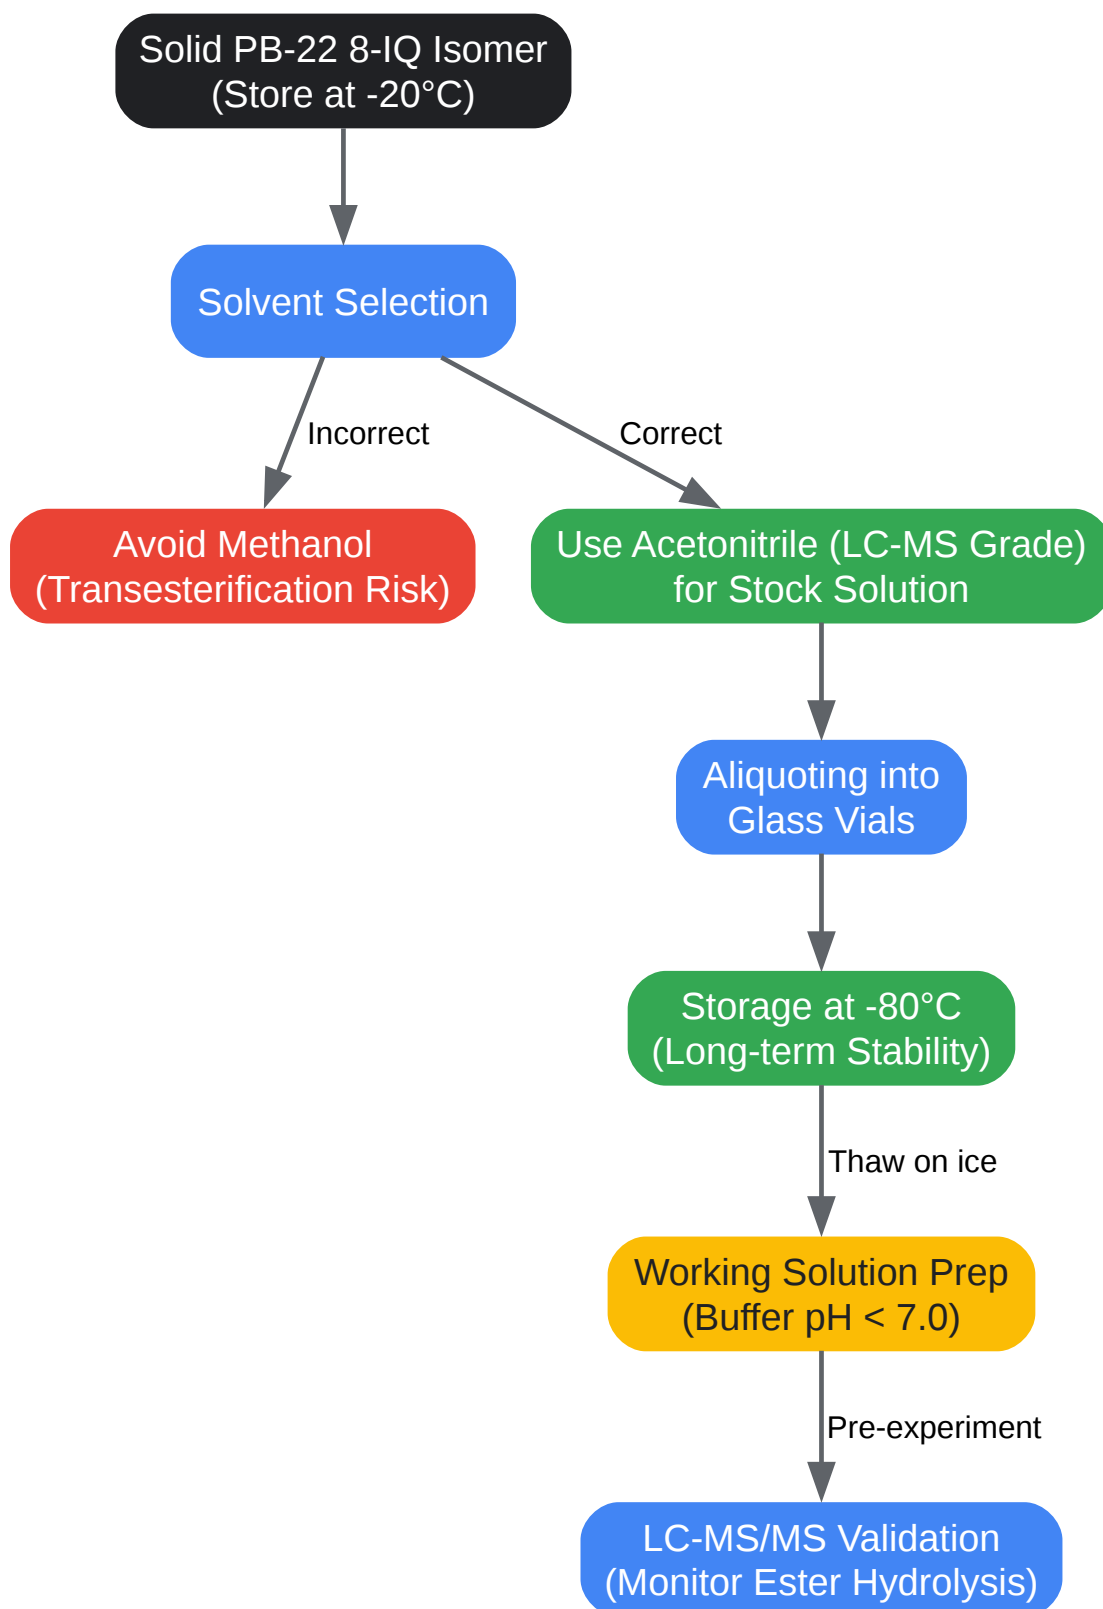 Solid PB-22 8-IQ Isomer
(Store at -20°C)
Solvent Selection
Incorrect
Correct
Avoid Methanol
(Transesterification Risk)
Use Acetonitrile (LC-MS Grade)
for Stock Solution
Aliquoting into
Glass Vials
Storage at -80°C
(Long-term Stability)
Thaw on ice
Working Solution Prep
(Buffer pH < 7.0)
Pre-experiment
LC-MS/MS Validation
(Monitor Ester Hydrolysis)